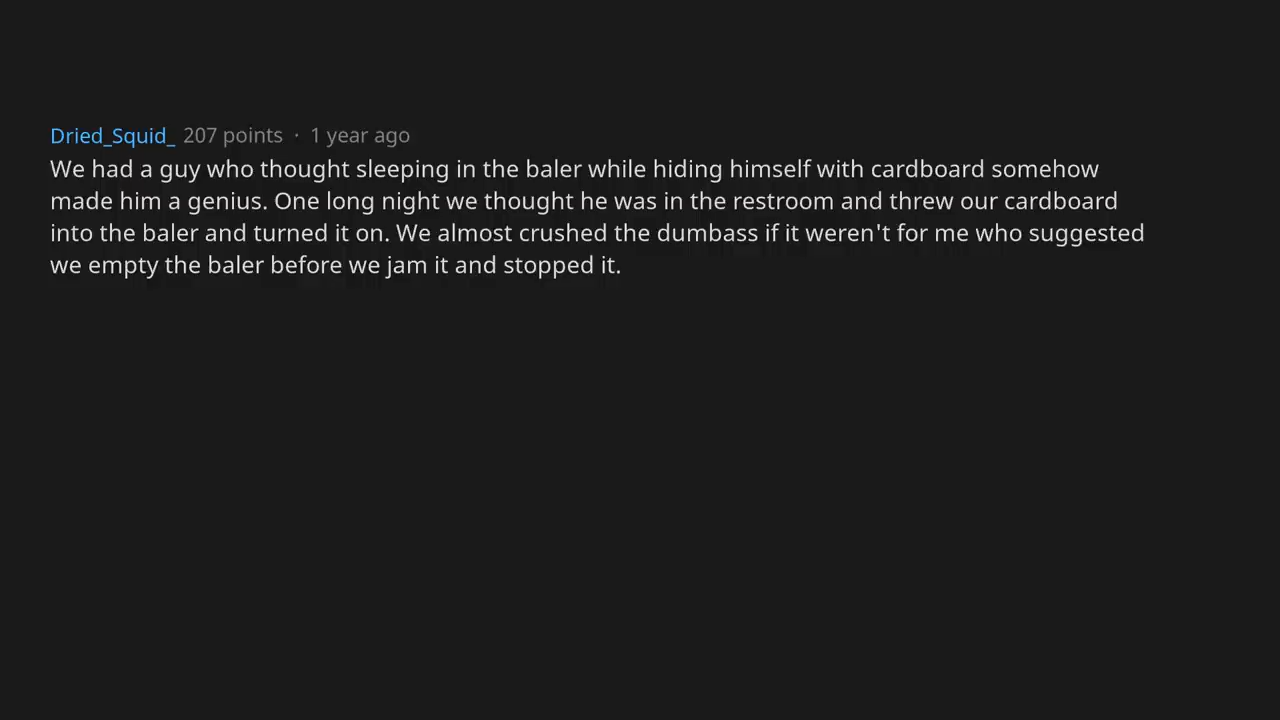 Dried_Squid_ 207 points · 1 year ago
We had a guy who thought sleeping in the baler while hiding himself with cardboard somehow
made him a genius. One long night we thought he was in the restroom and threw our cardboard
into the baler and turned it on. We almost crushed the dumbass if it weren't for me who suggested
we empty the baler before we jam it and stopped it.